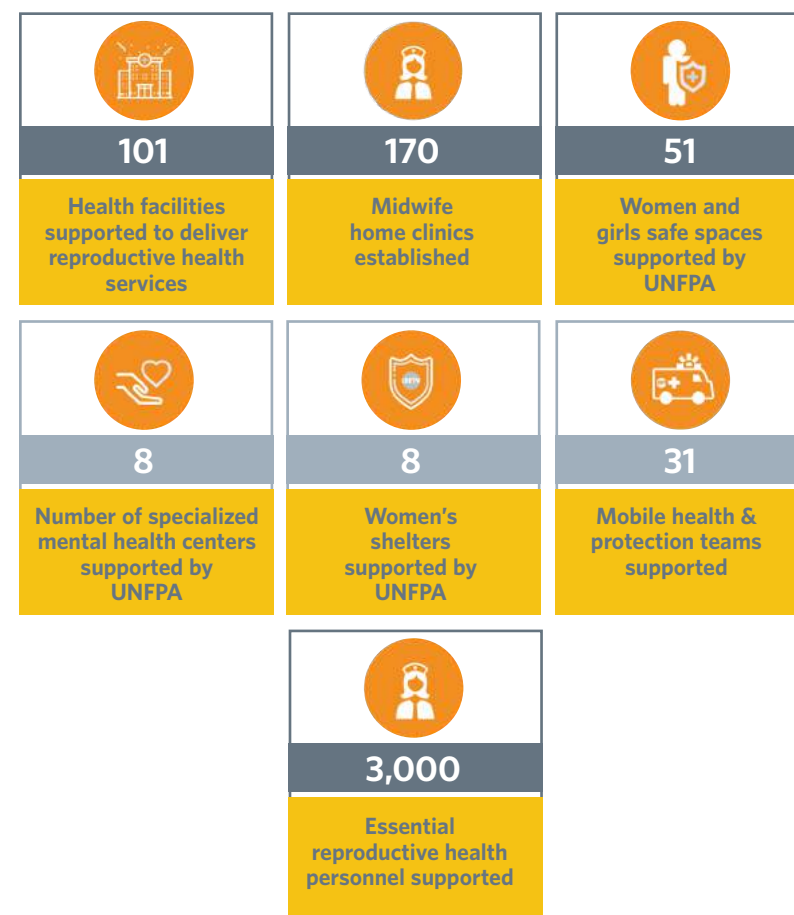 101
Health facilities
supported to deliver
reproductive health
services
170
Midwife
home clinics
established
51
Women and
girls safe spaces
supported by
UNFPA
8
Number of specialized
mental health centers
supported by
UNFPA
8
Women's
shelters
supported by
UNFPA
31
Mobile health &
protection teams
supported
3,000
Essential
reproductive health
personnel supported